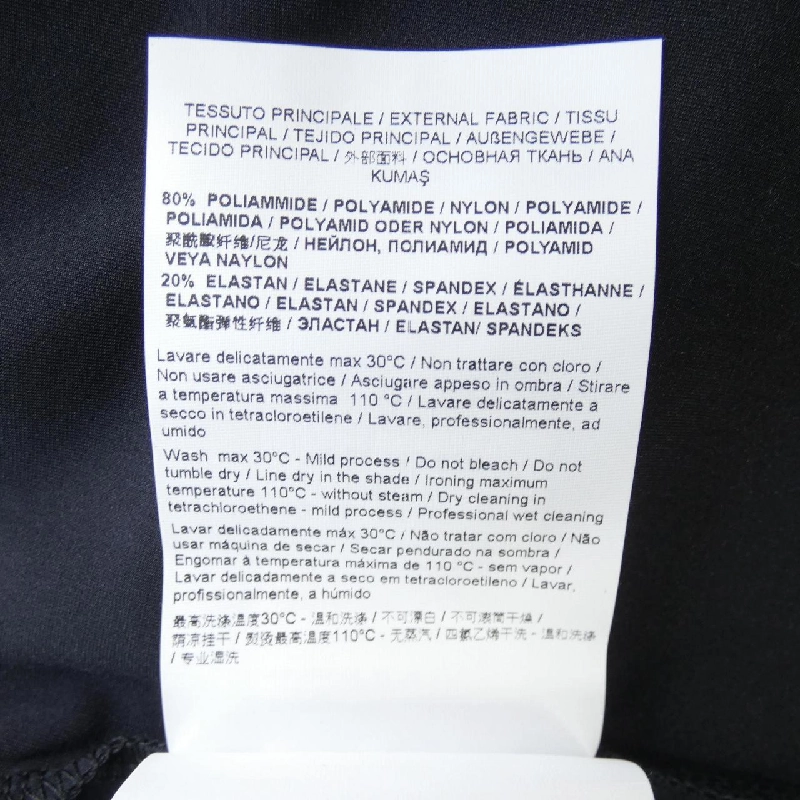 TESSUTO PRINCIPALE / EXTERNAL FABRIC / TISSU
PRINCIPAL / TEJIDO PRINCIPAL / AUßENGEWEBE /
TECIDO PRINCIPAL / 外部面料 / ОСНОВНАЯ ТКАНЬ / ANA
KUMAŞ
80% POLIAMMIDE / POLYAMIDE / NYLON / POLYAMIDE /
POLIAMIDA / POLYAMID ODER NYLON / POLIAMIDA /
聚酰胺纤维/尼龙 / НЕЙЛОН, ПОЛИАМИД / POLYAMID
VEYA NAYLON
20% ELASTAN / ELASTANE / SPANDEX / ÉLASTHANNE /
ELASTANO / ELASTAN / SPANDEX / ELASTANO /
聚氨酯弹性纤维 / ЭЛАСТАН / ELASTAN/ SPANDEKS
Lavare delicatamente max 30°C / Non trattare con cloro /
Non usare asciugatrice / Asciugare appeso in ombra / Stirare
a temperatura massima 110 °C / Lavare delicatamente a
secco in tetracloroetilene / Lavare, professionalmente, ad
umido
Wash max 30°C - Mild process / Do not bleach / Do not
tumble dry / Line dry in the shade / Ironing maximum
temperature 110°C - without steam / Dry cleaning in
tetrachloroethene - mild process / Professional wet cleaning
Lavar delicadamente máx 30°C / Não tratar com cloro / Não
usar máquina de secar / Secar pendurado na sombra /
Engomar à temperatura máxima de 110 °C - sem vapor /
Lavar delicadamente a seco em tetracloroetileno / Lavar,
profissionalmente, a húmido
最高洗涤温度30°C - 温和洗涤 / 不可漂白 / 不可滚筒干燥 /
荫凉挂干 / 熨烫最高温度110°C - 无蒸汽 / 四氯乙烯干洗 - 温和洗涤
/ 专业湿洗